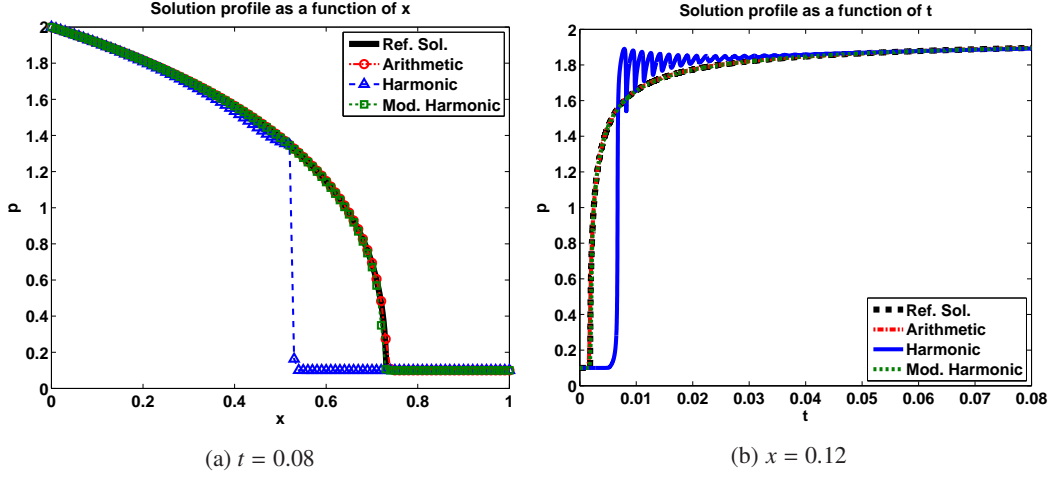 Solution profile as a function of x
2
1.8
1.6
1.4
1.2
1
0.8
0.6
0.4
0.2
0
p
Ref. Sol.
Arithmetic
Harmonic
Mod. Harmonic
0 0.2 0.4 0.6 0.8 1
x
(a) t = 0.08
Solution profile as a function of t
2
1.8
1.6
1.4
1.2
1
0.8
0.6
0.4
0.2
0
p
Ref. Sol.
Arithmetic
Harmonic
Mod. Harmonic
0 0.01 0.02 0.03 0.04 0.05 0.06 0.07 0.08
t
(b) x = 0.12